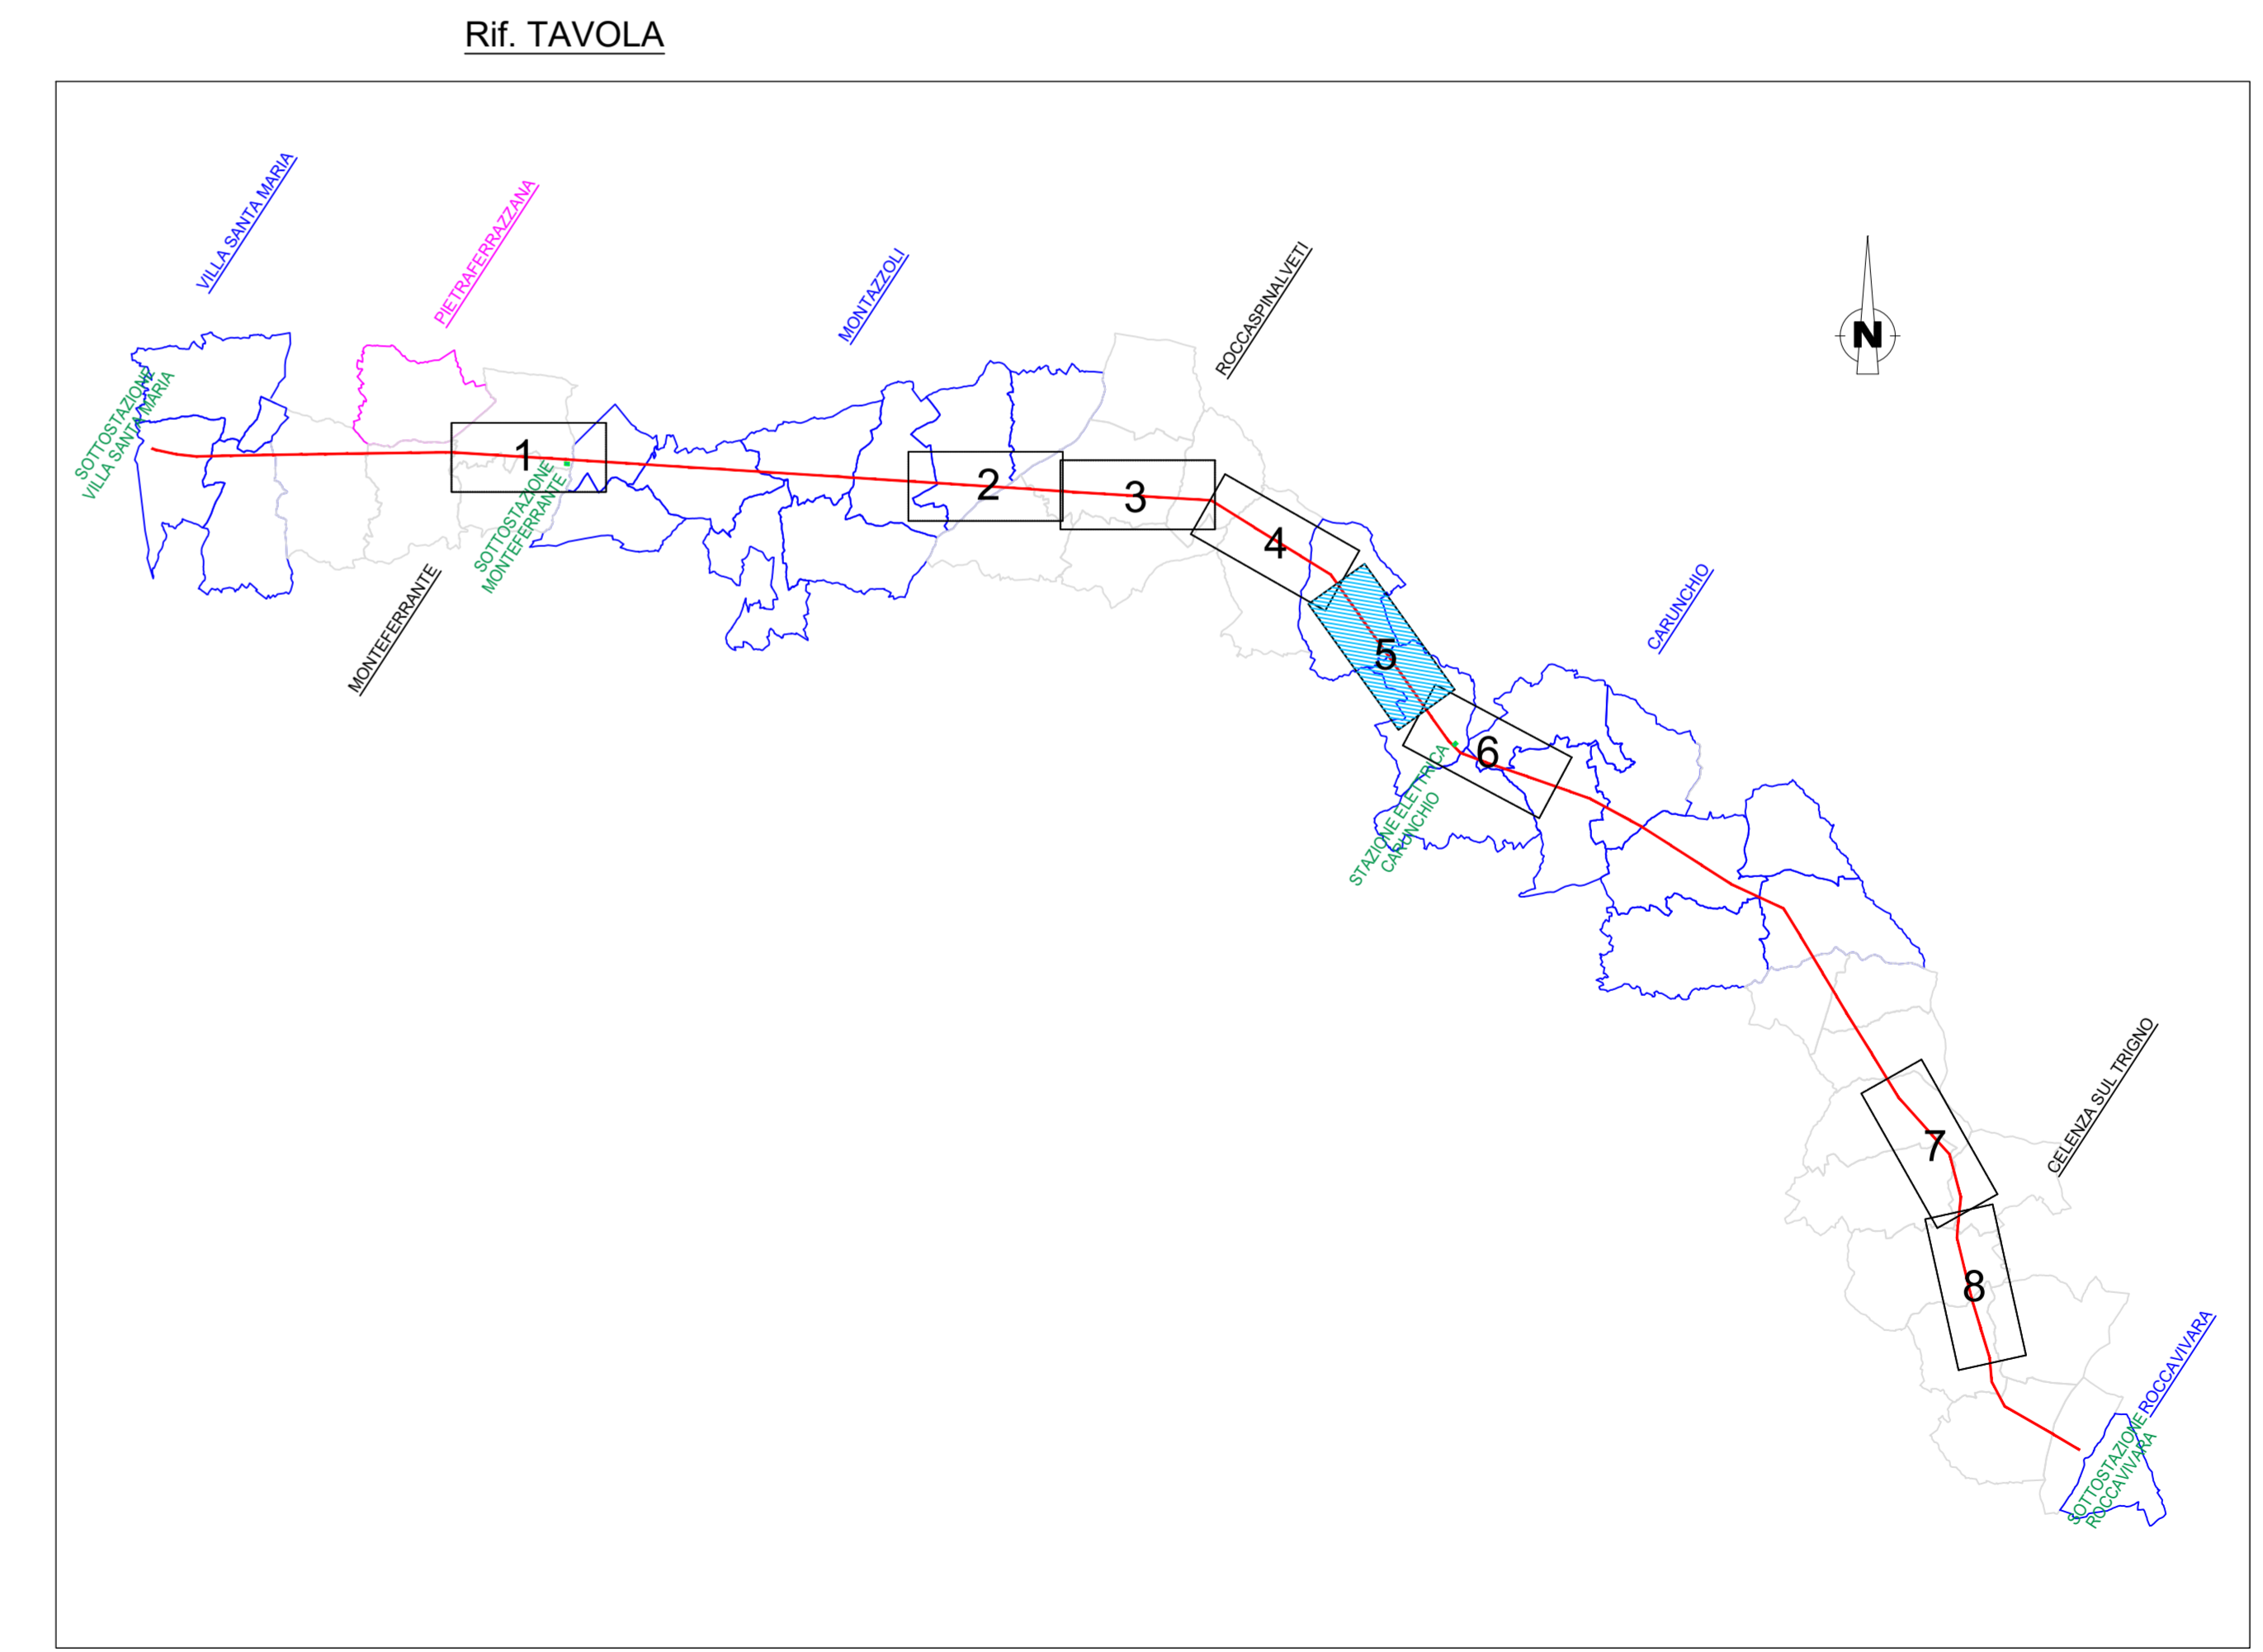 Rif. TAVOLA
VILLA SANTA MARIA
PIETRAFERRAZZANA
MONTAZZOLI
ROCCASPINALVETI
N
SOTTOSTAZIONE
VILLA SANTA MARIA
1
2
3
4
SOTTOSTAZIONE
MONTEFERRANTE
MONTEFERRANTE
5
CARUNCHIO
6
STAZIONE ELETTRICA
CARUNCHIO
7
CELENZA SUL TRIGNO
8
ROCCAVIVARA
SOTTOSTAZIONE
ROCCAVIVARA